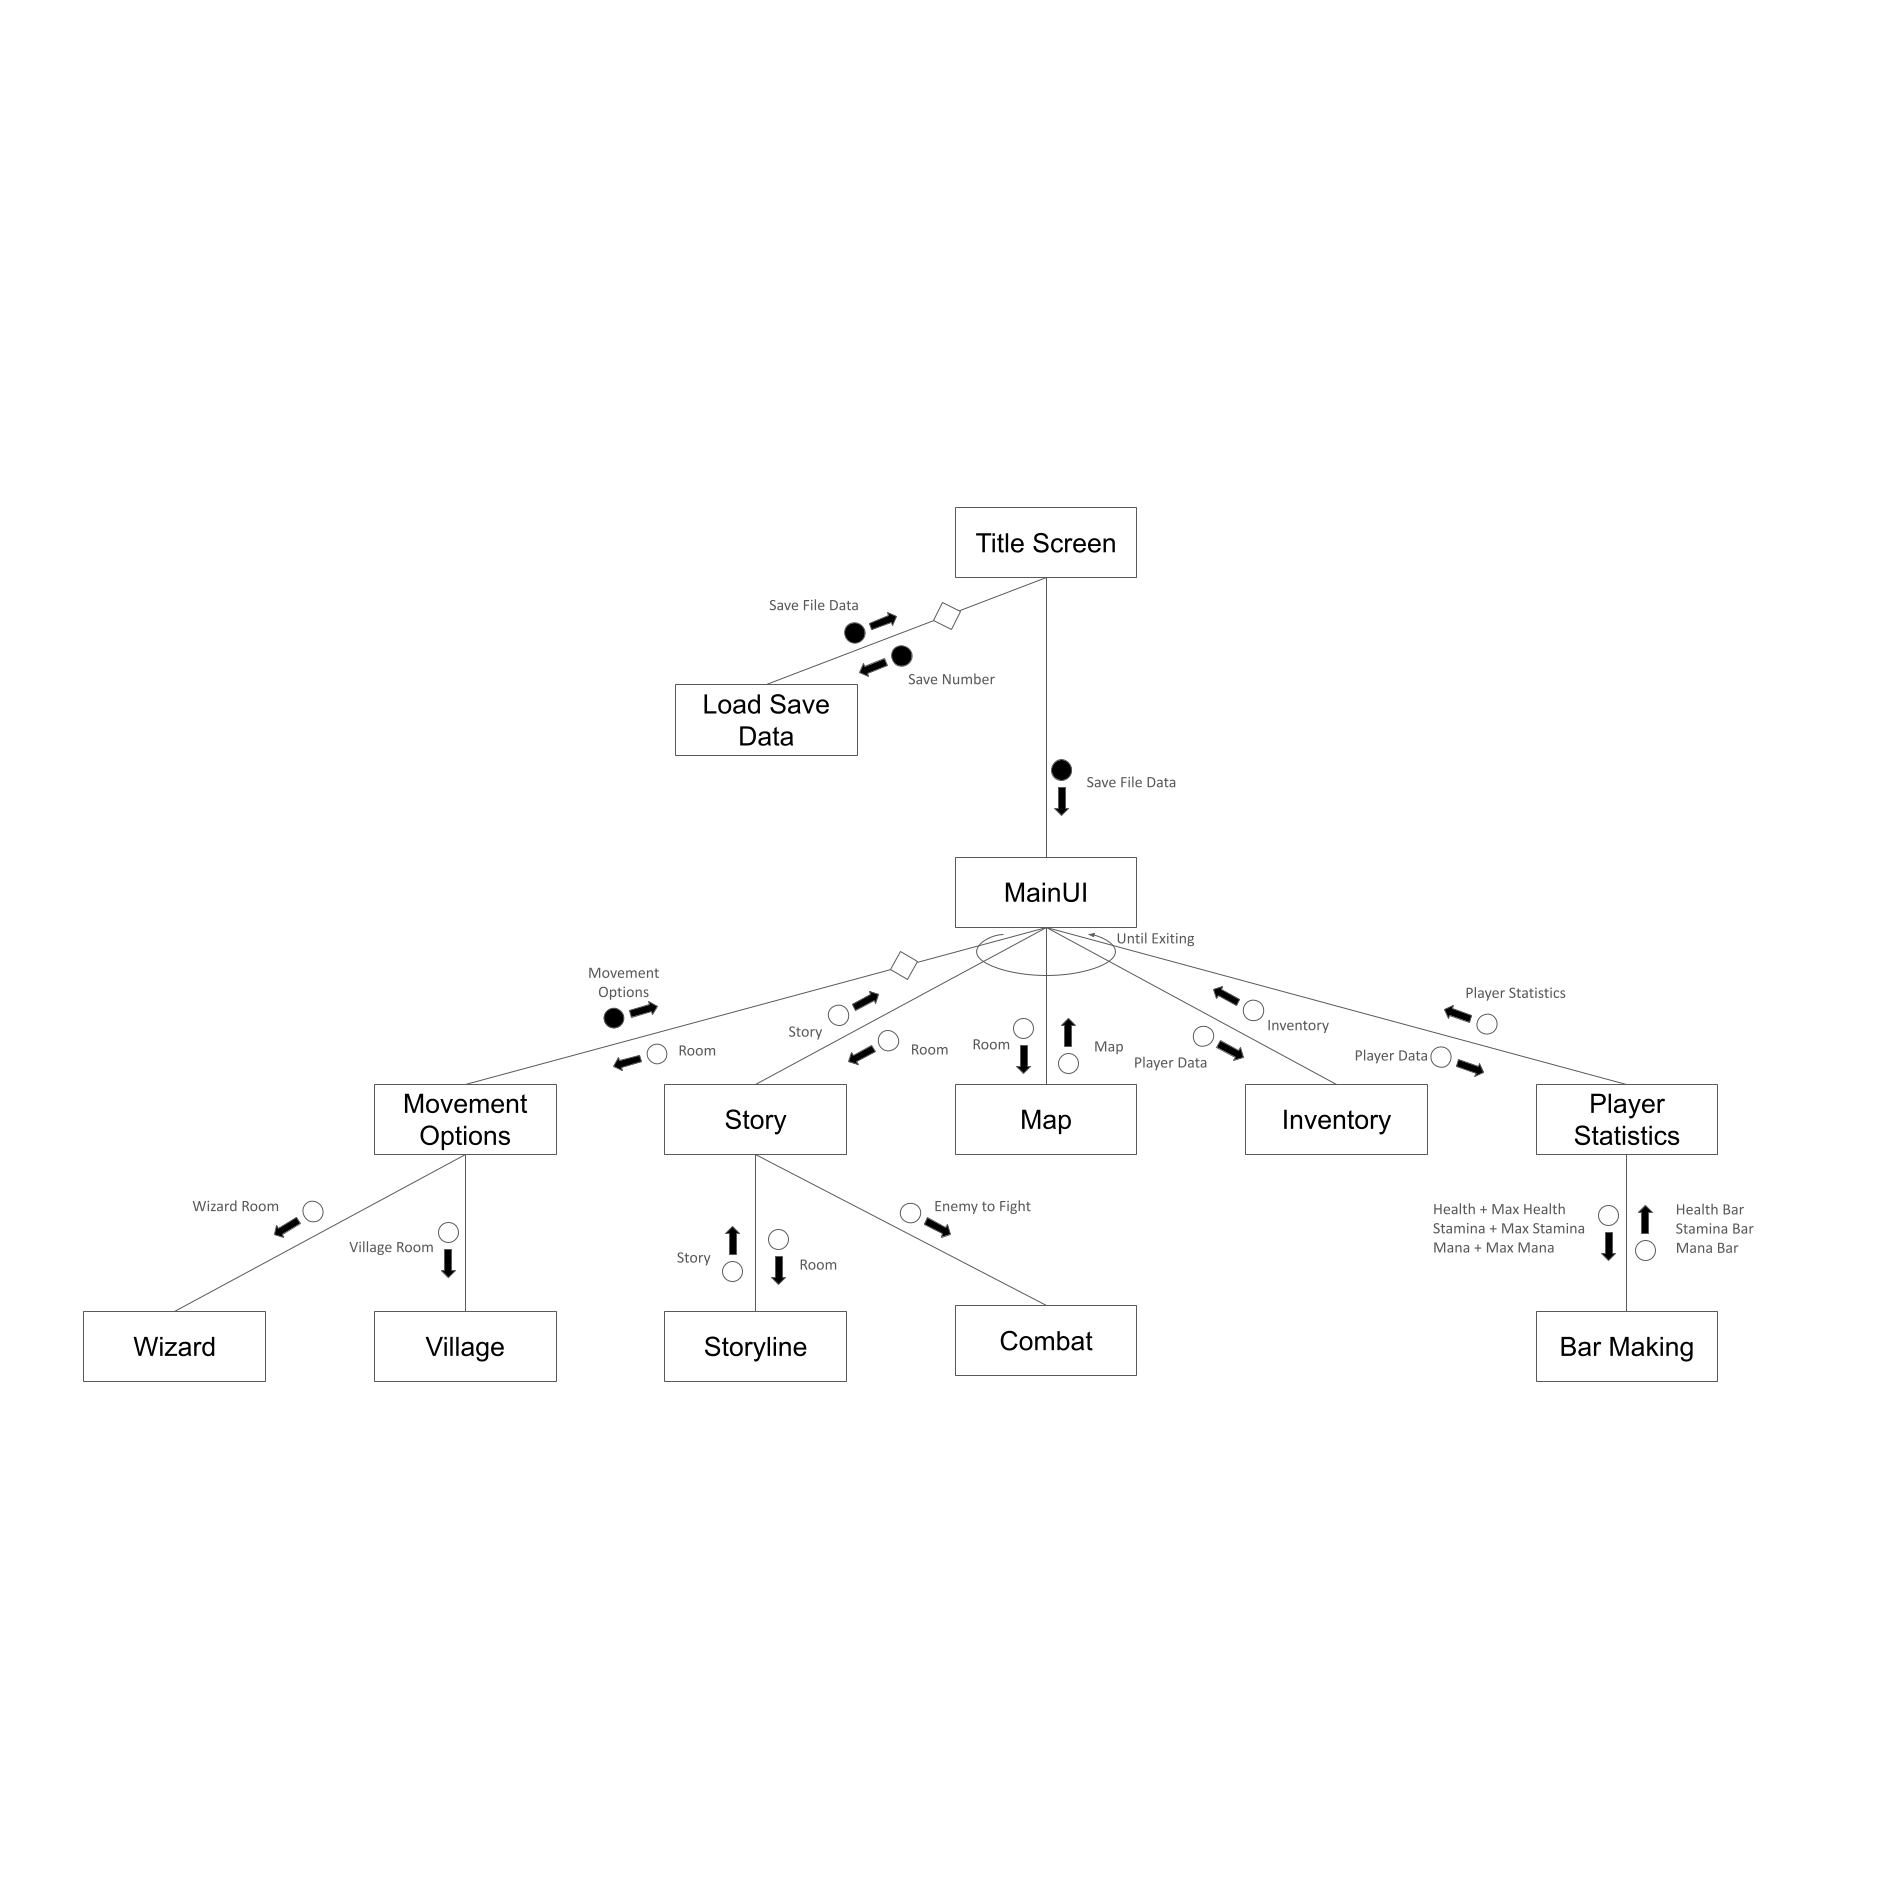 Title Screen
Save File Data
Save Number
Load Save
Data
Save File Data
MainUI
Until Exiting
Movement
Options
Room
Story
Room
Room
Map
Player Data
Inventory
Player Data
Player Statistics
Movement
Options
Story
Map
Inventory
Player
Statistics
Wizard Room
Village Room
Story
Room
Enemy to Fight
Health + Max Health
Stamina + Max Stamina
Mana + Max Mana
Health Bar
Stamina Bar
Mana Bar
Wizard
Village
Storyline
Combat
Bar Making